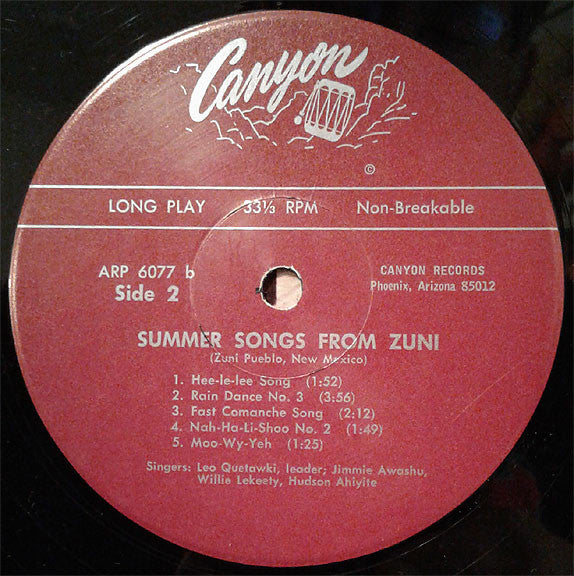 Canyon
©
LONG PLAY 33⅓ RPM Non-Breakable
ARP 6077 b
Side 2
CANYON RECORDS
Phoenix, Arizona 85012
SUMMER SONGS FROM ZUNI
(Zuni Pueblo, New Mexico)
1. Hee-le-lee Song (1:52)
2. Rain Dance No. 3 (3:56)
3. Fast Comanche Song (2:12)
4. Nah-Ha-Li-Shoo No. 2 (1:49)
5. Moo-Wy-Yeh (1:25)
Singers: Leo Quetawki, leader; Jimmie Awashu,
Willie Lekeety, Hudson Ahiyite